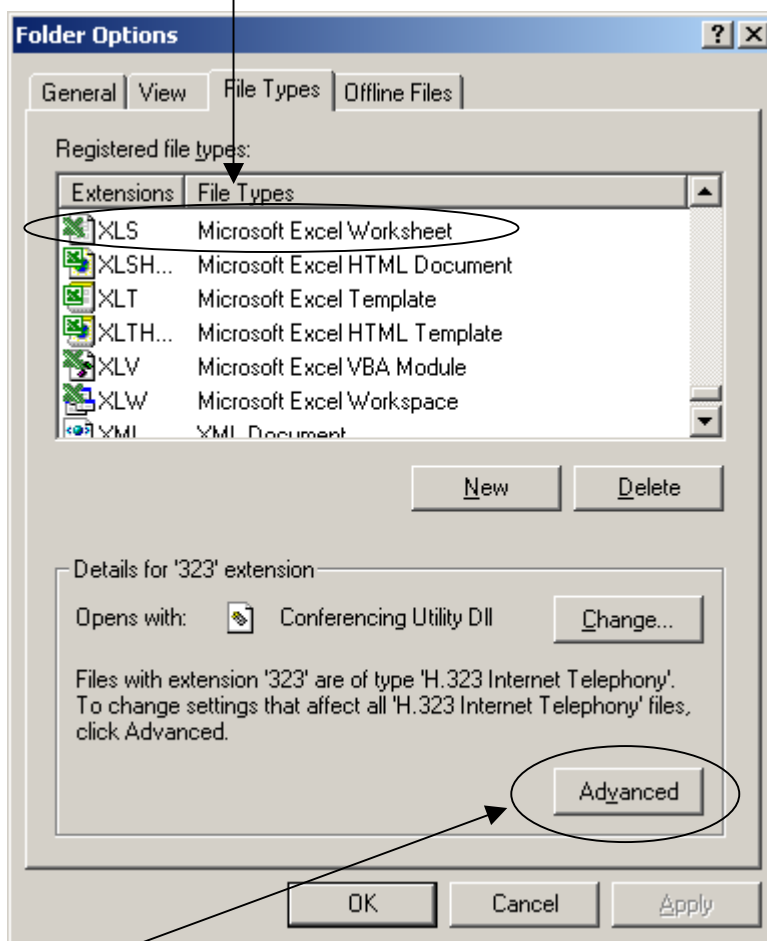 Folder Options
General View File Types Offline Files
Registered file types:
Extensions File Types
XLS Microsoft Excel Worksheet
XLSH... Microsoft Excel HTML Document
XLT Microsoft Excel Template
XLTH... Microsoft Excel HTML Template
XLV Microsoft Excel VBA Module
XLW Microsoft Excel Workspace
XML XML Document
New Delete
Details for '323' extension
Opens with: Conferencing Utility Dll Change...
Files with extension '323' are of type 'H.323 Internet Telephony'.
To change settings that affect all 'H.323 Internet Telephony' files,
click Advanced.
Advanced
OK Cancel Apply